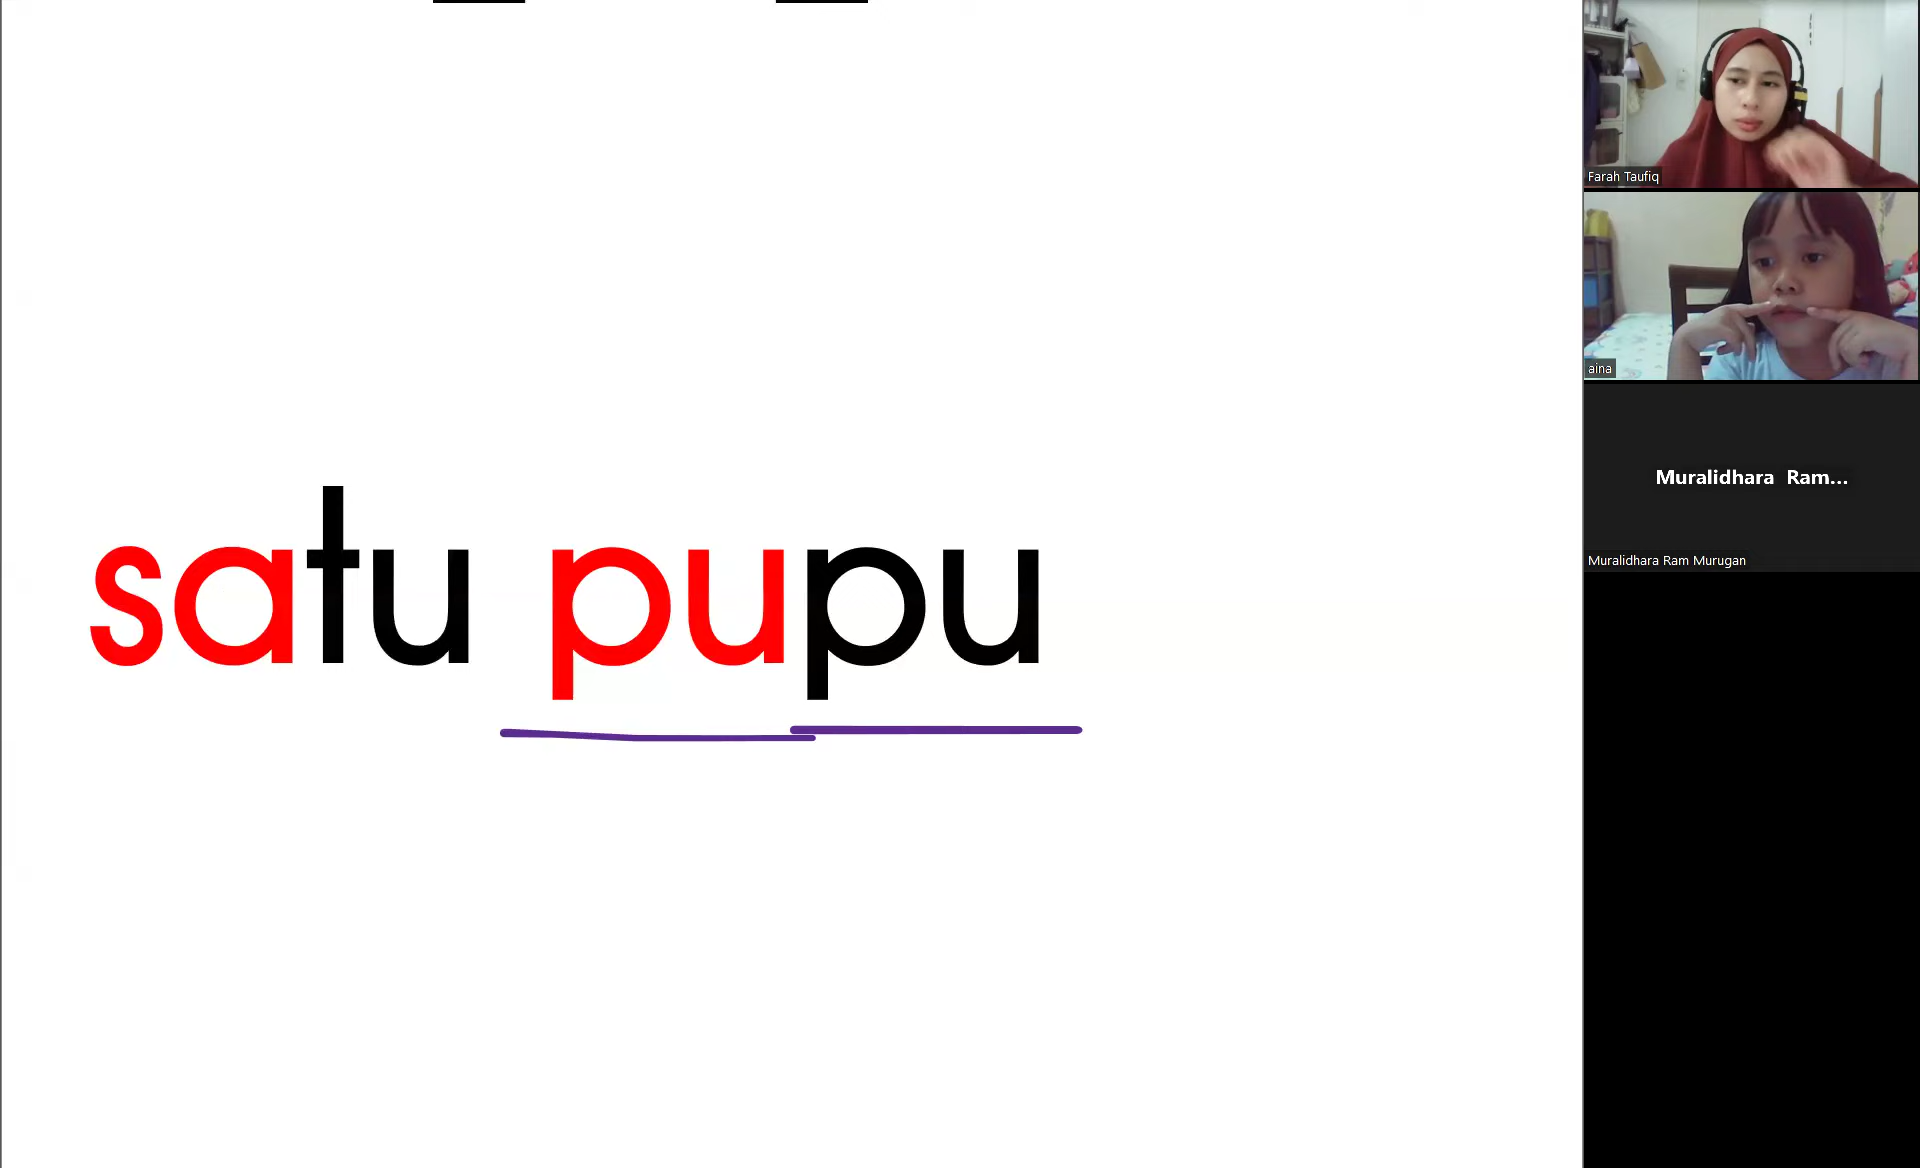 satu pupu
Farah Taufiq
aina
Muralidhara Ram...
Muralidhara Ram Murugan